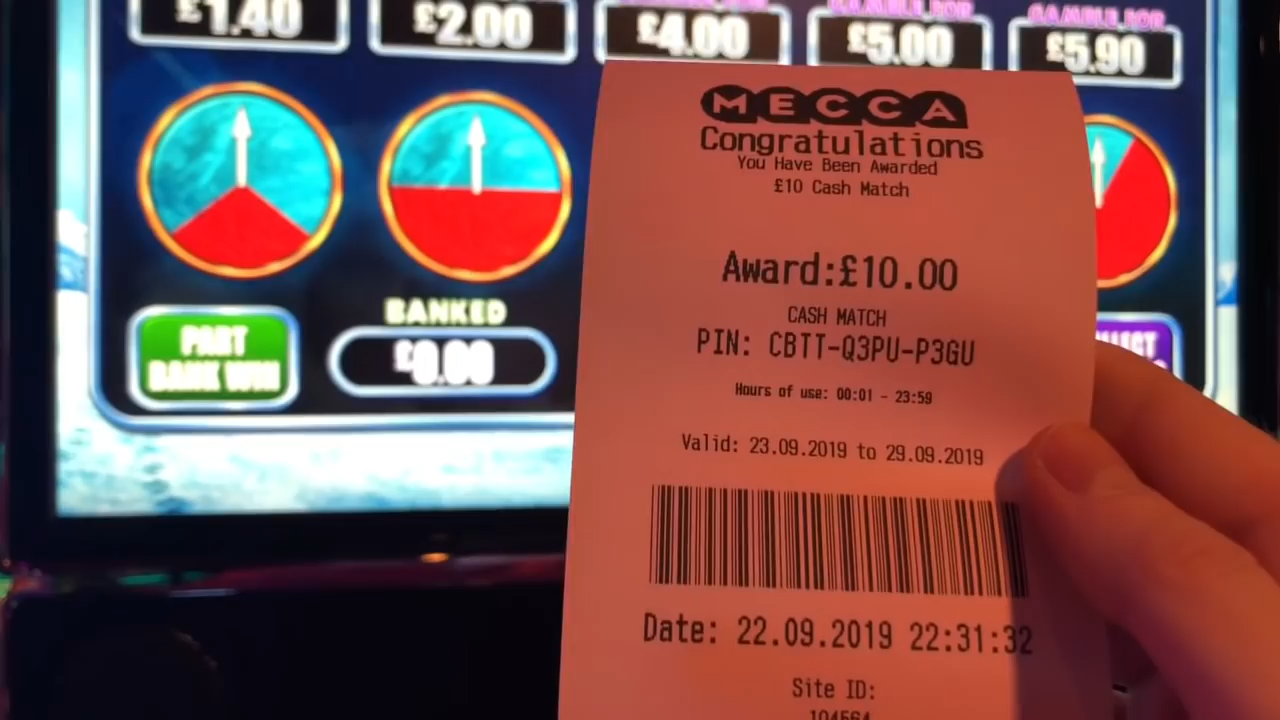 £1.40
£2.00
£4.00
GAMBLE FOR
£5.00
GAMBLE FOR
£5.90
MECCA
Congratulations
You Have Been Awarded
£10 Cash Match
Award:£10.00
CASH MATCH
PIN: CBTT-Q3PU-P3GU
Hours of use: 00:01 - 23:59
Valid: 23.09.2019 to 29.09.2019
Date: 22.09.2019 22:31:32
Site ID:
104564
PART
BANK WIN
BANKED
£0.00